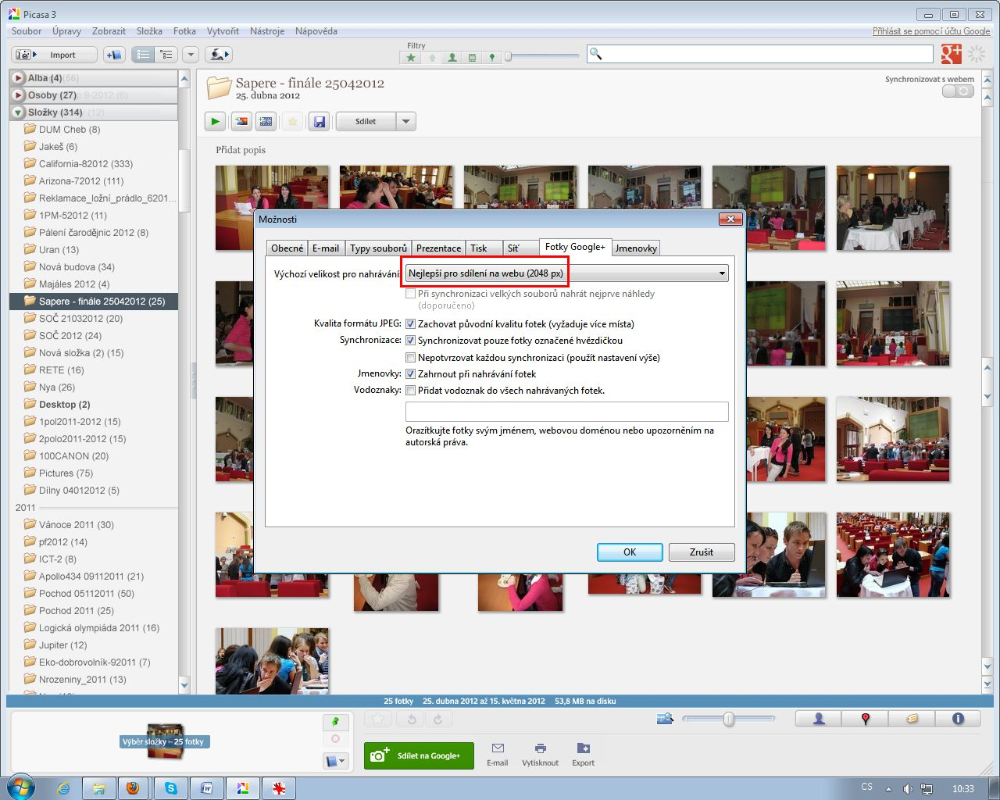 Picasa 3
Soubor Úpravy Zobrazit Složka Fotka Vytvořit Nástroje Nápověda
Přihlásit se pomocí účtu Google
Import
Filtry
Alba (4)
Osoby (27)
Složky (314)
DUM Cheb (8)
Jakeš (6)
California-82012 (333)
Arizona-72012 (111)
Reklamace_ložní_prádlo_6201...
1PM-52012 (11)
Pálení čarodějnic 2012 (8)
Uran (13)
Nová budova (34)
Majáles 2012 (4)
Sapere - finále 25042012 (25)
SOČ 21032012 (20)
SOČ 2012 (24)
Nová složka (2) (15)
RETE (16)
Nya (26)
Desktop (2)
1pol2011-2012 (15)
2polo2011-2012 (15)
100CANON (20)
Pictures (75)
Dílny 04012012 (5)
2011
Vánoce 2011 (30)
pf2012 (14)
ICT-2 (8)
Apollo434 09112011 (21)
Pochod 05112011 (50)
Pochod 2011 (25)
Logická olympiáda 2011 (16)
Jupiter (12)
Eko-dobrovolník-92011 (7)
Nrozeniny_2011 (13)
Sapere - finále 25042012
25. dubna 2012
Synchronizovat s webem
Sdílet
Přidat popis
Možnosti
Obecné E-mail Typy souborů Prezentace Tisk Síť Fotky Google+ Jmenovky
Výchozí velikost pro nahrávání: Nejlepší pro sdílení na webu (2048 px)
Při synchronizaci velkých souborů nahrát nejprve náhledy
(doporučeno)
Kvalita formátu JPEG: Zachovat původní kvalitu fotek (vyžaduje více místa)
Synchronizace: Synchronizovat pouze fotky označené hvězdičkou
Nepotvrzovat každou synchronizaci (použít nastavení výše)
Jmenovky: Zahrnout při nahrávání fotek
Vodoznaky: Přidat vodoznak do všech nahrávaných fotek.
Orazítkujte fotky svým jménem, webovou doménou nebo upozorněním na
autorská práva.
OK Zrušit
25 fotky 25. dubna 2012 až 15. května 2012 53,8 MB na disku
Výběr složky – 25 fotky
Sdílet na Google+
E-mail Vytisknout Export
CS 10:33